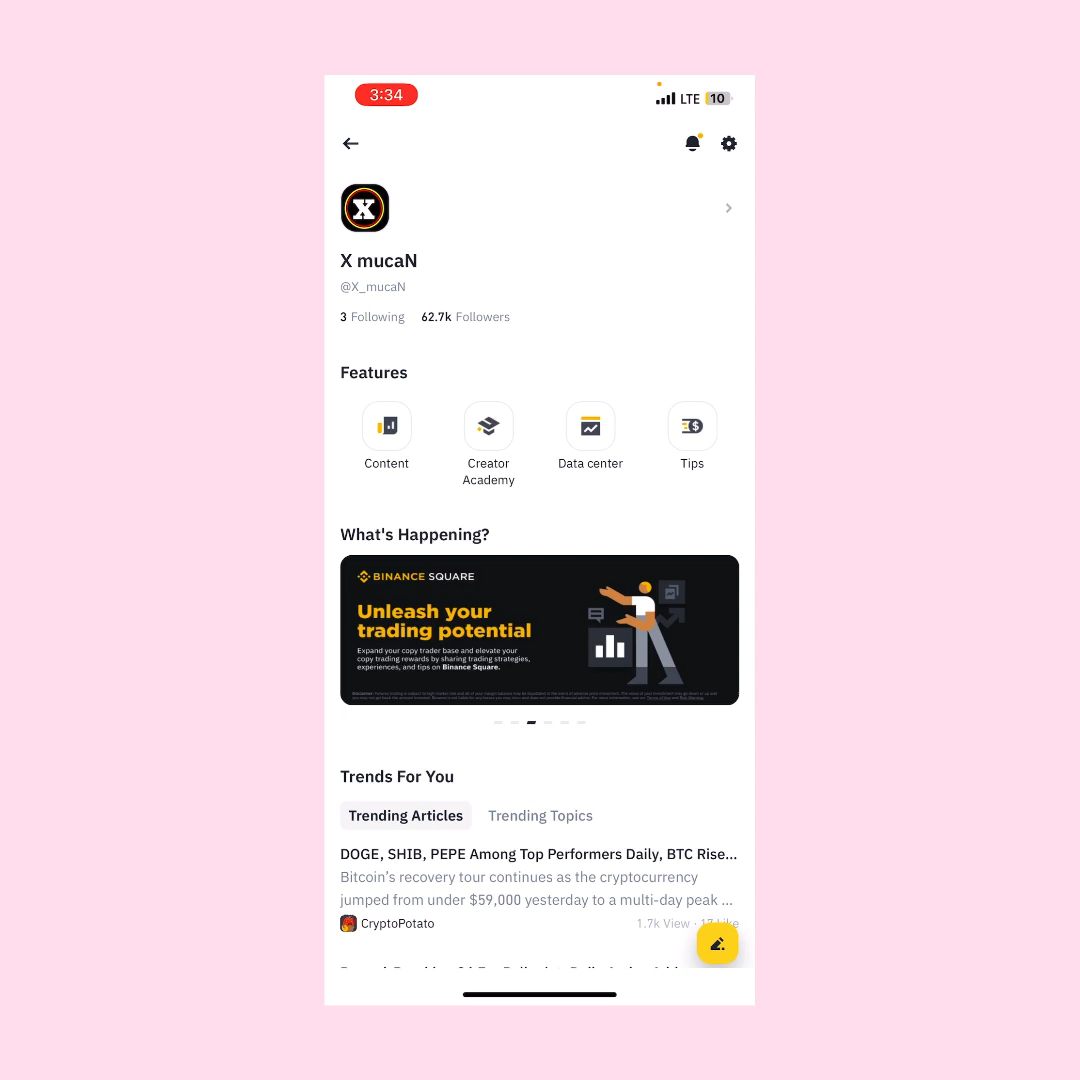 3:34
LTE 10
X
X mucaN
@X_mucaN
3 Following 62.7k Followers
Features
Content
Creator
Academy
Data center
Tips
What's Happening?
BINANCE SQUARE
Unleash your
trading potential
Expand your copy trader base and elevate your
copy trading rewards by sharing trading strategies,
experiences, and tips on Binance Square.
Trends For You
Trending Articles Trending Topics
DOGE, SHIB, PEPE Among Top Performers Daily, BTC Rise...
Bitcoin’s recovery tour continues as the cryptocurrency
jumped from under $59,000 yesterday to a multi-day peak ...
CryptoPotato 1.7k View · 17 Like